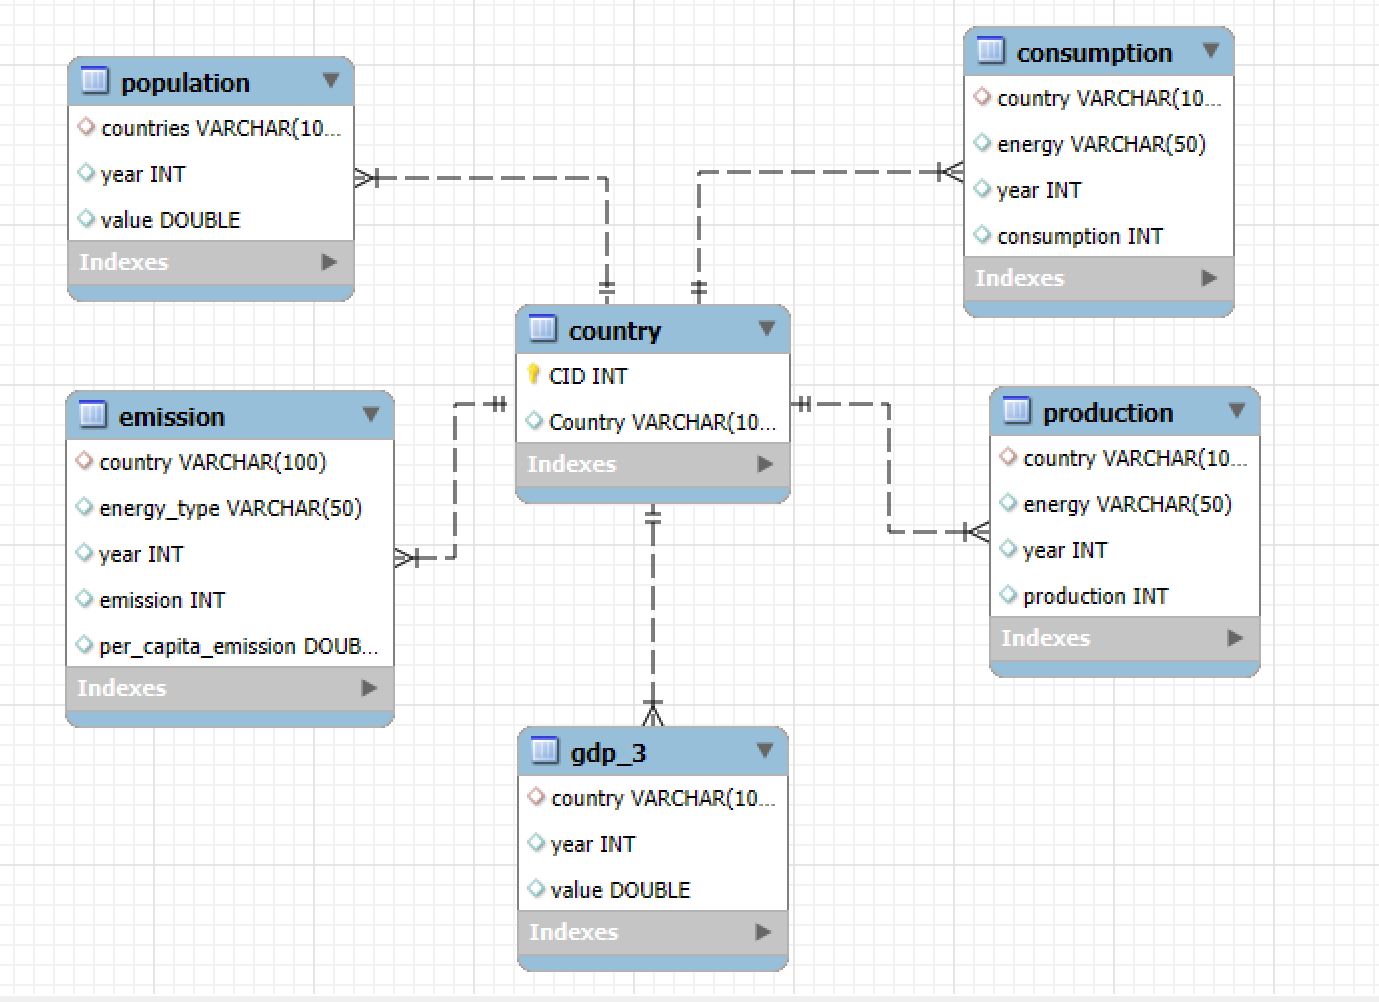 population
countries VARCHAR(10...
year INT
value DOUBLE
Indexes
consumption
country VARCHAR(10...
energy VARCHAR(50)
year INT
consumption INT
Indexes
country
CID INT
Country VARCHAR(10...
Indexes
emission
country VARCHAR(100)
energy_type VARCHAR(50)
year INT
emission INT
per_capita_emission DOUB...
Indexes
production
country VARCHAR(10...
energy VARCHAR(50)
year INT
production INT
Indexes
gdp_3
country VARCHAR(10...
year INT
value DOUBLE
Indexes